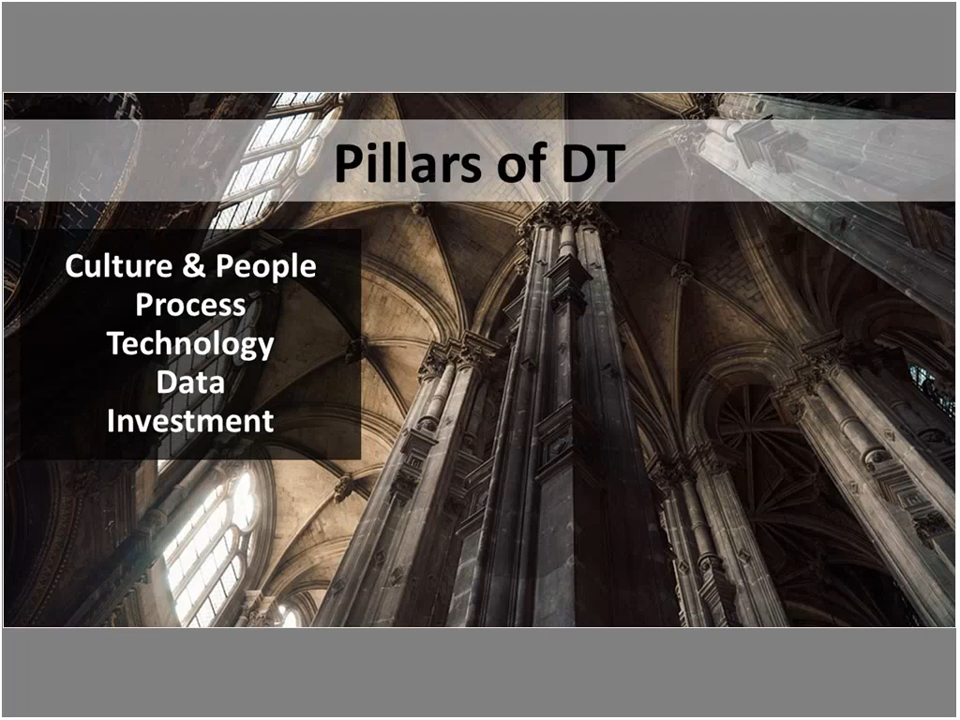 Pillars of DT
Culture & People
Process
Technology
Data
Investment